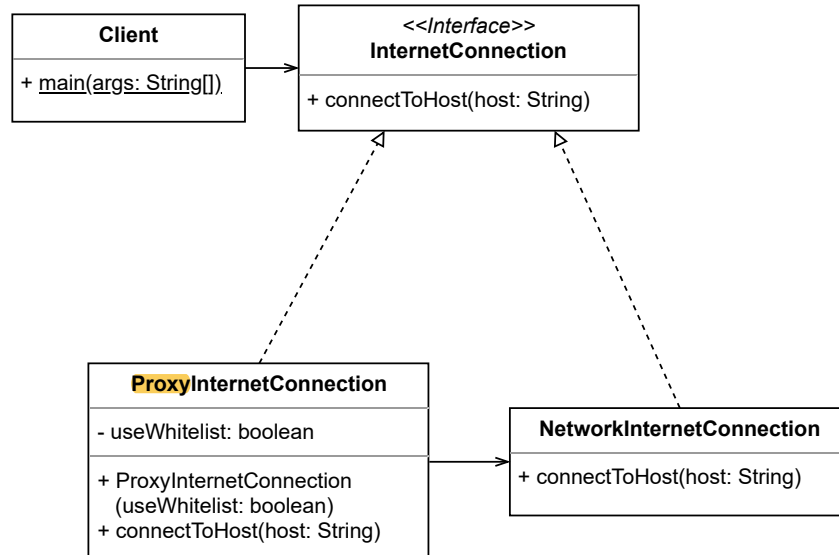 Client
+ main(args: String[])
<<Interface>>
InternetConnection
+ connectToHost(host: String)
ProxyInternetConnection
- useWhitelist: boolean
+ ProxyInternetConnection
(useWhitelist: boolean)
+ connectToHost(host: String)
NetworkInternetConnection
+ connectToHost(host: String)